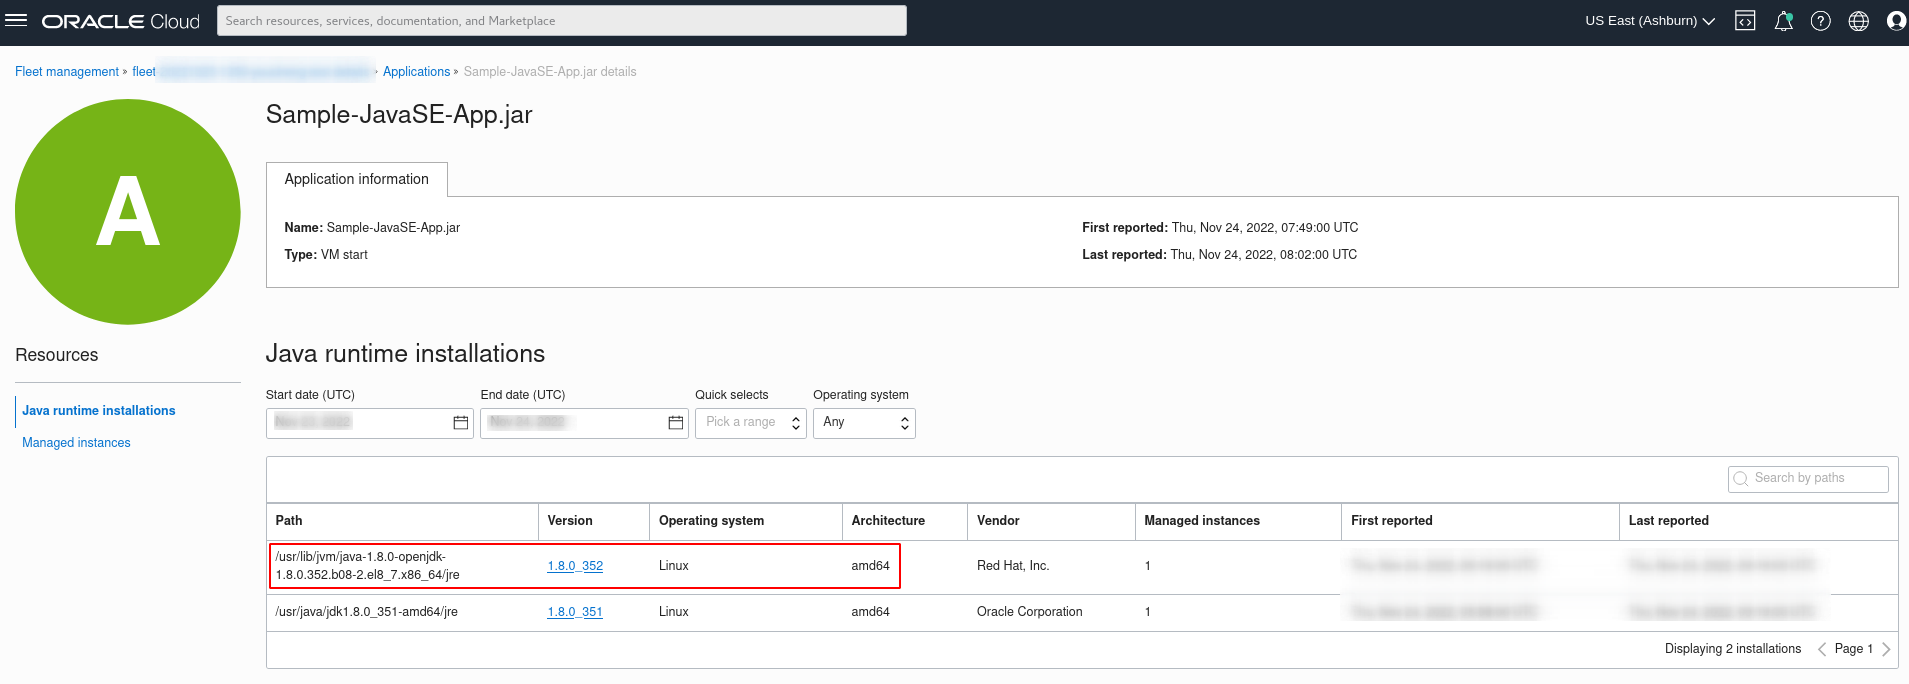 ORACLE Cloud
Search resources, services, documentation, and Marketplace
US East (Ashburn)
Fleet management » fleet › Applications » Sample-JavaSE-App.jar details
A
Sample-JavaSE-App.jar
Application information
Name: Sample-JavaSE-App.jar
First reported: Thu, Nov 24, 2022, 07:49:00 UTC
Type: VM start
Last reported: Thu, Nov 24, 2022, 08:02:00 UTC
Resources
Java runtime installations
Managed instances
Java runtime installations
Start date (UTC)
End date (UTC)
Quick selects
Operating system
Pick a range
Any
Search by paths
Path Version Operating system Architecture Vendor Managed instances First reported Last reported
/usr/lib/jvm/java-1.8.0-openjdk-
1.8.0.352.b08-2.el8_7.x86_64/jre
1.8.0_352 Linux amd64 Red Hat, Inc. 1
/usr/java/jdk1.8.0_351-amd64/jre 1.8.0_351 Linux amd64 Oracle Corporation 1
Displaying 2 installations Page 1